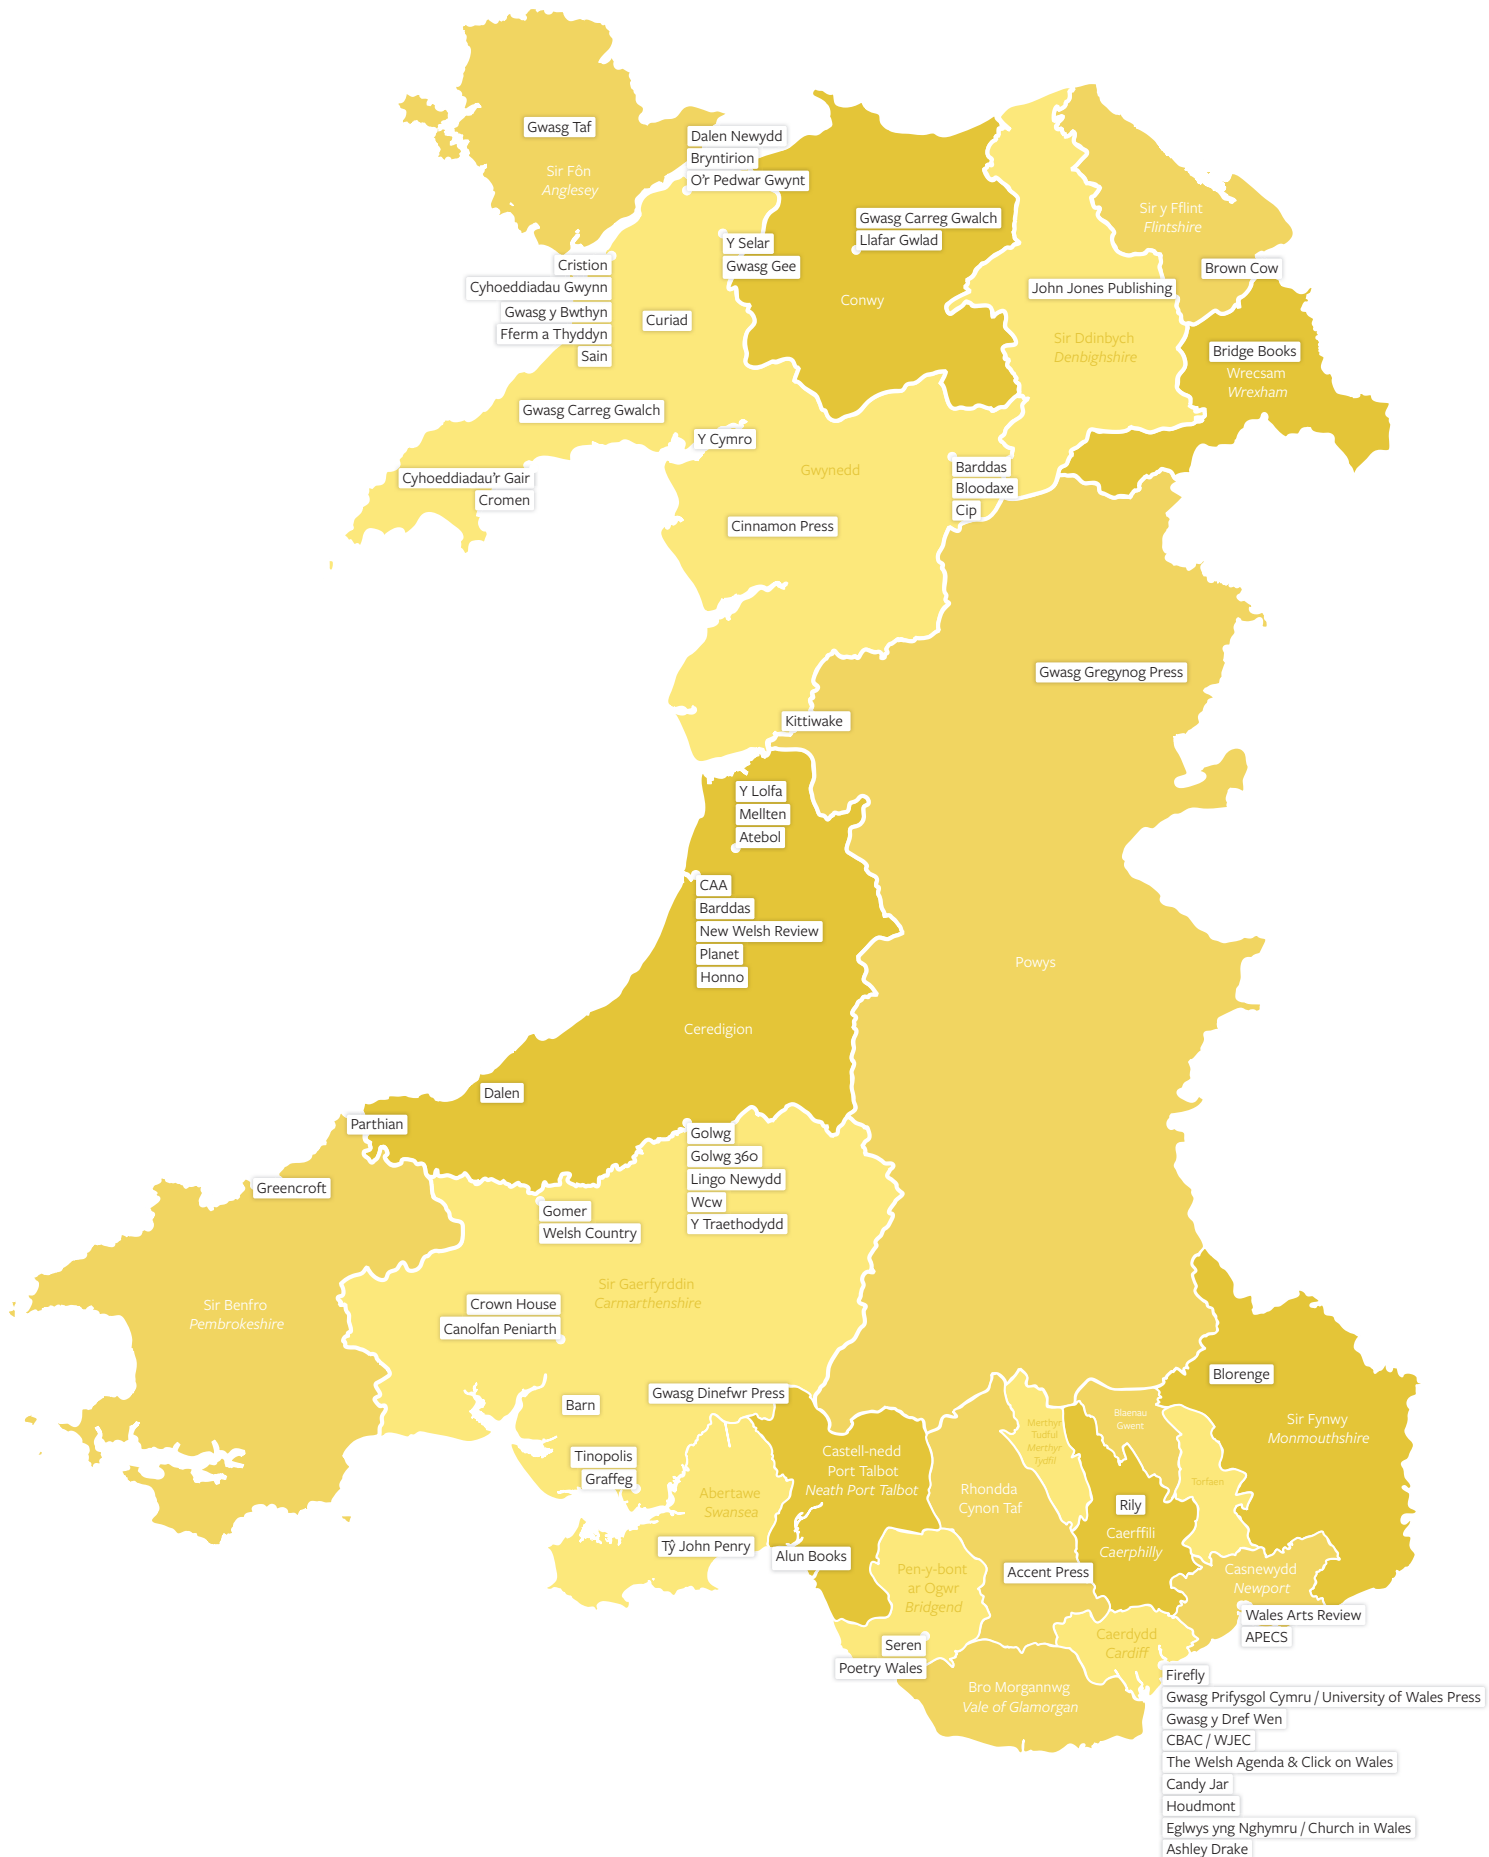 Gwasg Taf
Sir Fôn
Anglesey
Dalen Newydd
Bryntirion
O'r Pedwar Gwynt
Gwasg Carreg Gwalch
Llafar Gwlad
Conwy
Sir y Fflint
Flintshire
Brown Cow
Y Selar
Gwasg Gee
Cristion
Cyhoeddiadau Gwynn
Gwasg y Bwthyn
Fferm a Thyddyn
Sain
Curiad
John Jones Publishing
Sir Ddinbych
Denbighshire
Bridge Books
Wrecsam
Wrexham
Gwasg Carreg Gwalch
Y Cymro
Gwynedd
Cyhoeddiadau'r Gair
Cromen
Barddas
Bloodaxe
Cip
Cinnamon Press
Gwasg Gregynog Press
Kittiwake
Y Lolfa
Mellten
Atebol
CAA
Barddas
New Welsh Review
Planet
Honno
Powys
Ceredigion
Dalen
Parthian
Greencroft
Golwg
Golwg 360
Lingo Newydd
Wcw
Y Traethodydd
Gomer
Welsh Country
Sir Gaerfyrddin
Carmarthenshire
Sir Benfro
Pembrokeshire
Crown House
Canolfan Peniarth
Gwasg Dinefwr Press
Barn
Tinopolis
Graffeg
Abertawe
Swansea
Tŷ John Penry
Castell-nedd
Port Talbot
Neath Port Talbot
Alun Books
Rhondda
Cynon Taf
Merthyr
Tudful
Merthyr
Tydfil
Blaenau
Gwent
Blorenge
Sir Fynwy
Monmouthshire
Torfaen
Rily
Caerffili
Caerphilly
Accent Press
Pen-y-bont
ar Ogwr
Bridgend
Casnewydd
Newport
Wales Arts Review
APECS
Seren
Poetry Wales
Caerdydd
Cardiff
Bro Morgannwg
Vale of Glamorgan
Firefly
Gwasg Prifysgol Cymru / University of Wales Press
Gwasg y Dref Wen
CBAC / WJEC
The Welsh Agenda & Click on Wales
Candy Jar
Houdmont
Eglwys yng Nghymru / Church in Wales
Ashley Drake